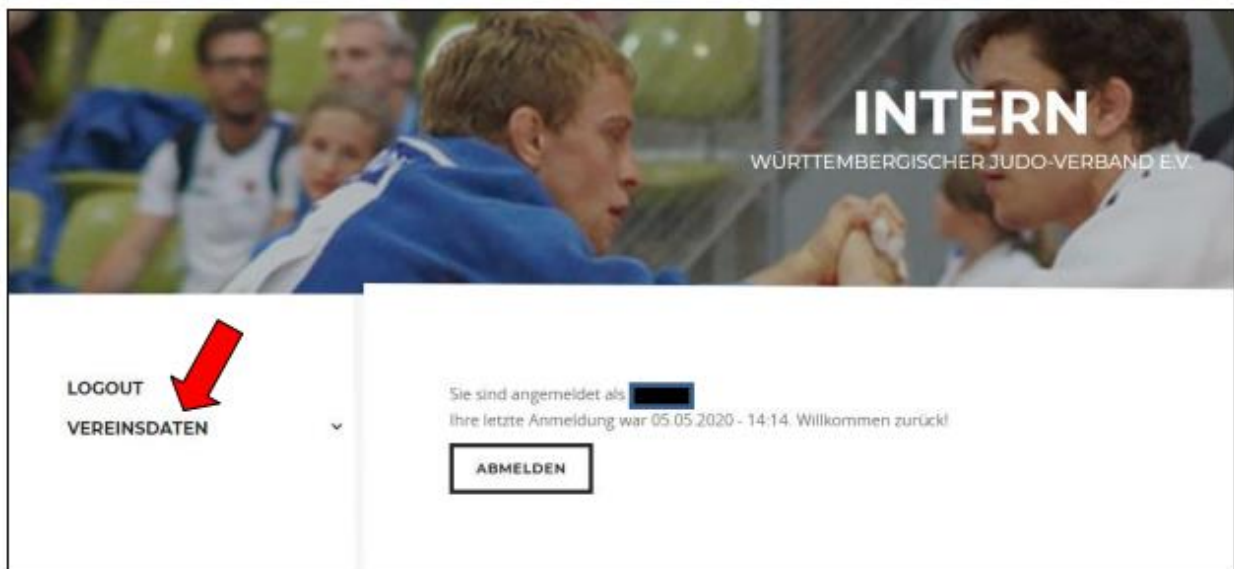 INTERN
WÜRTTEMBERGISCHER JUDO-VERBAND E.V.
LOGOUT
VEREINSDATEN
Sie sind angemeldet als
Ihre letzte Anmeldung war 05.05.2020 - 14:14. Willkommen zurück!
ABMELDEN